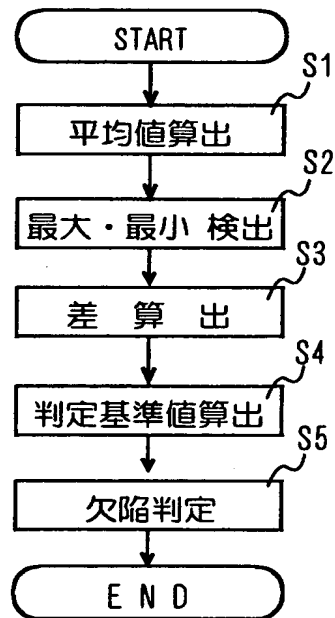 START
S1
平均値算出
S2
最大・最小 検出
S3
差 算 出
S4
判定基準値算出
S5
欠陥判定
END